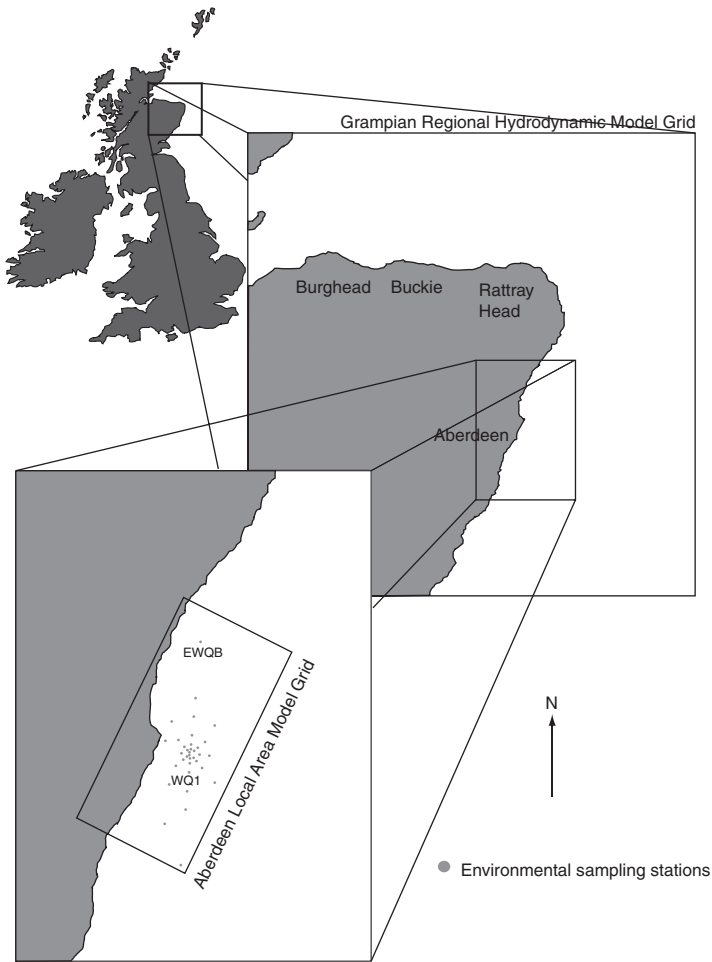 Grampian Regional Hydrodynamic Model Grid
Burghead
Buckie
Rattray
Head
Aberdeen
EWQB
WQ1
Aberdeen Local Area Model Grid
N
Environmental sampling stations